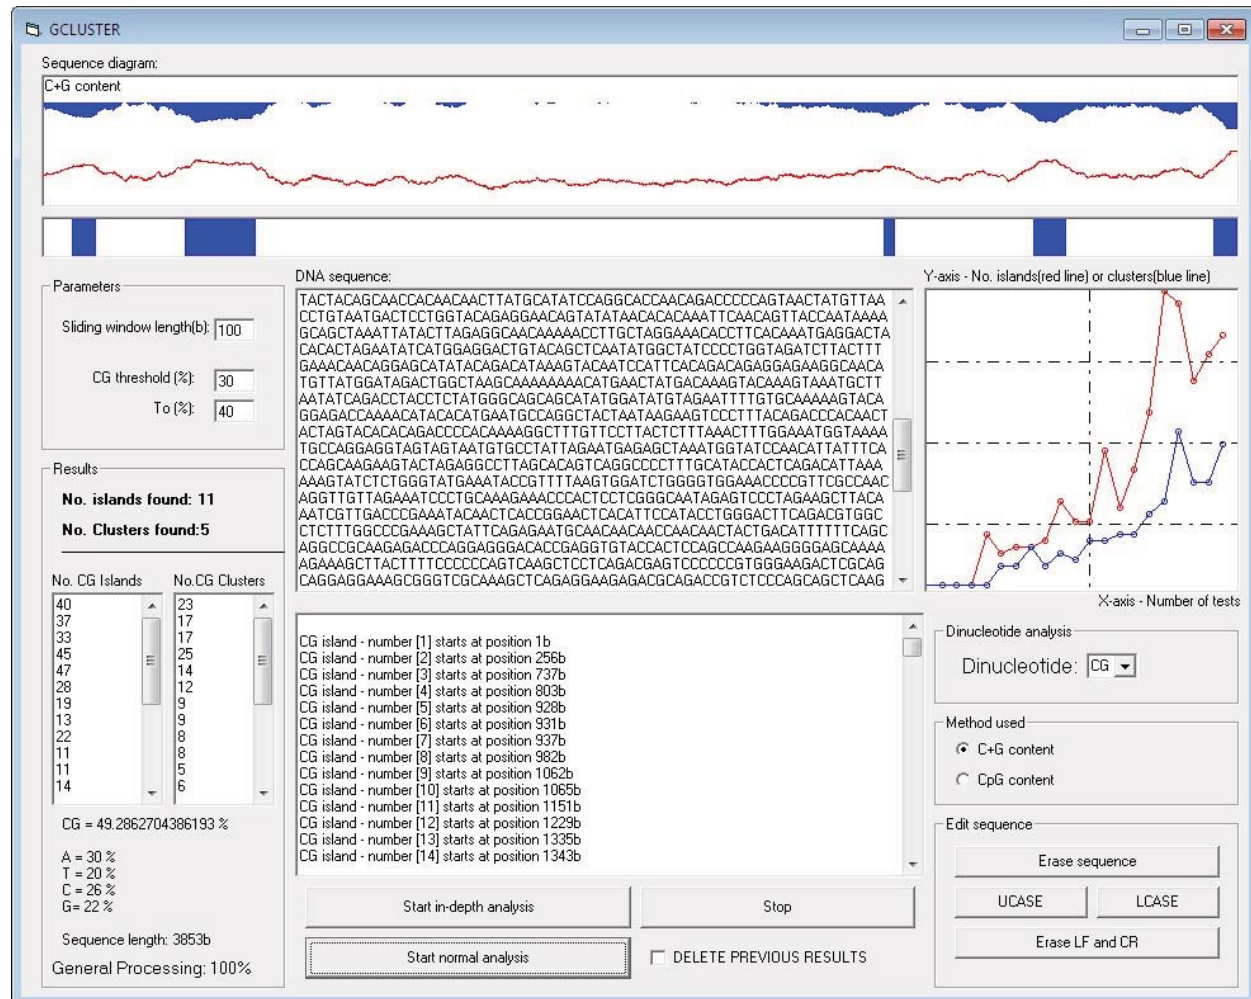 GCLUSTER
Sequence diagram:
C+G content
Parameters
Sliding window length(b): 100
CG threshold (%): 30
To (%): 40
DNA sequence:
TACTACAGCAACCACAACAACTTATGCATATCCAGGCACCAACAGACCCCCAGTAACTATGTTAA
CCTGTAATGACTCCTGGTACAGAGGAACAGTATATAACACACAAATTCAACAGTTACCAATAAAA
GCAGCTAAATTATACTTAGAGGCAACAAAAACCTTGCTAGGAAACACCTTCACAAATGAGGACTA
CACACTAGAATATCATGGAGGACTGTACAGCTCAATATGGCTATCCCCTGGTAGATCTTACTTT
GAAACAACAGGAGCATATACAGACATAAAGTACAATCCATTCACAGACAGAGGAGAAGGCAACA
TGTTATGGATAGACTGGCTAAGCAAAAAAAACATGAACTATGACAAAGTACAAAGTAAATGCTT
AATATCAGACCTACCTCTATGGGCAGCAGCATATGGATATGTAGAATTTTGTGCAAAAAGTACA
GGAGACCAAAACATACACATGAATGCCAGGCTACTAATAAGAAGTCCCTTTACAGACCCACAACT
ACTAGTACACACAGACCCCACAAAAGGCTTTGTTCCTTACTCTTTAAACTTTGGAAATGGTAAAA
TGCCAGGAGGTAGTAGTAATGTGCCTATTAGAATGAGAGCTAAATGGTATCCAACATTATTTCA
CCAGCAAGAAGTACTAGAGGCCTTAGCACAGTCAGGCCCCTTTGCATACCACTCAGACATTAAA
AAAGTATCTCTGGGTATGAAATACCGTTTTAAGTGGATCTGGGGTGGAAACCCCGTTCGCCAAC
AGGTTGTTAGAAATCCCTGCAAAGAAACCCACTCCTCGGGCAATAGAGTCCCTAGAAGCTTACA
AATCGTTGACCCGAAATACAACTCACCGGAACTCACATTCCATACCTGGGACTTCAGACGTGGC
CTCTTTGGCCCGAAAGCTATTCAGAGAATGCAACAACAACCAACAACTACTGACATTTTTTCAGC
AGGCCGCAAGAGACCCAGGAGGGACACCGAGGTGTACCACTCCAGCCAAGAAGGGGAGCAAAA
AGAAAGCTTACTTTTCCCCCCAGTCAAGCTCCTCAGACGAGTCCCCCCGTGGGAAGACTCGCAG
CAGGAGGAAAGCGGGTCGCAAAGCTCAGAGGAAGAGACGCAGACCGTCTCCCAGCAGCTCAAG
Y-axis - No. islands(red line) or clusters(blue line)
X-axis - Number of tests
Results
No. islands found: 11
No. Clusters found:5
No. CG Islands
40
37
33
45
47
28
19
13
22
11
11
14
No.CG Clusters
23
17
17
25
14
12
9
9
8
8
5
6
CG = 49.2862704386193 %
A = 30 %
T = 20 %
C = 26 %
G= 22 %
Sequence length: 3853b
General Processing: 100%
CG island - number [1] starts at position 1b
CG island - number [2] starts at position 256b
CG island - number [3] starts at position 737b
CG island - number [4] starts at position 803b
CG island - number [5] starts at position 928b
CG island - number [6] starts at position 931b
CG island - number [7] starts at position 937b
CG island - number [8] starts at position 982b
CG island - number [9] starts at position 1062b
CG island - number [10] starts at position 1065b
CG island - number [11] starts at position 1151b
CG island - number [12] starts at position 1229b
CG island - number [13] starts at position 1335b
CG island - number [14] starts at position 1343b
Start in-depth analysis
Stop
Start normal analysis
DELETE PREVIOUS RESULTS
Dinucleotide analysis
Dinucleotide: CG
Method used
C+G content
CpG content
Edit sequence
Erase sequence
UCASE
LCASE
Erase LF and CR